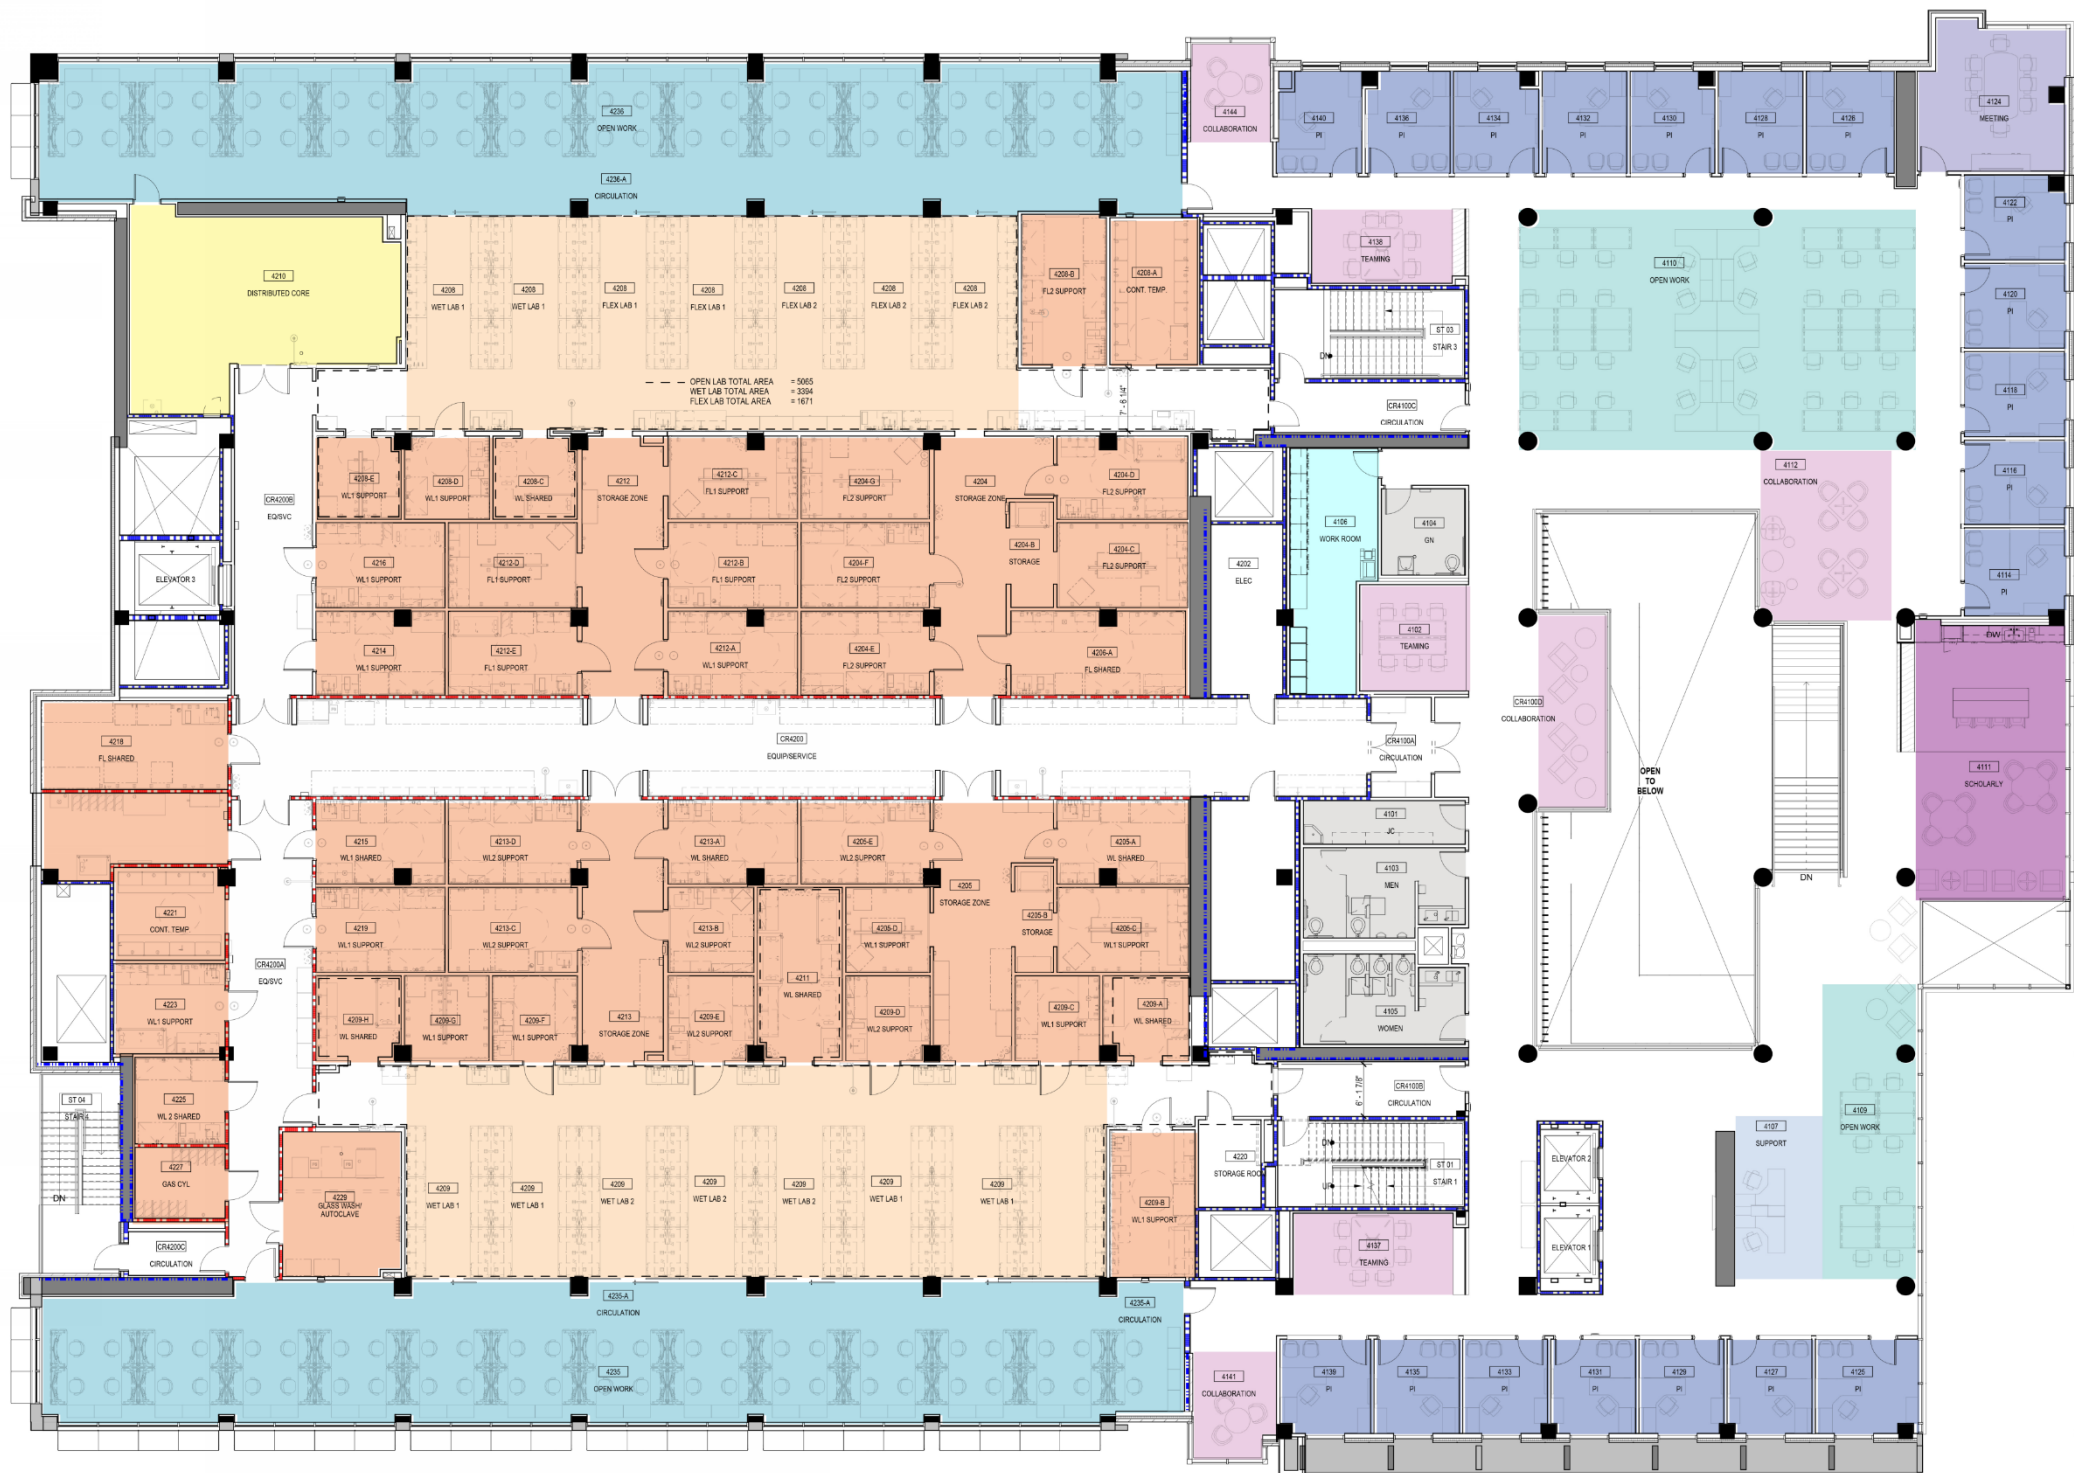 4236
OPEN WORK
4236-A
CIRCULATION
4144
COLLABORATION
4140
PI
4136
PI
4134
PI
4132
PI
4130
PI
4128
PI
4126
PI
4124
MEETING
4122
PI
4120
PI
4118
PI
4116
PI
4114
PI
4210
DISTRIBUTED CORE
4208
WET LAB 1
4208
WET LAB 1
4208
FLEX LAB 1
4208
FLEX LAB 1
4208
FLEX LAB 2
4208
FLEX LAB 2
4208
FLEX LAB 2
4208-B
FL2 SUPPORT
4208-A
CONT. TEMP.
4138
TEAMING
ST 03
STAIR 3
DN
4110
OPEN WORK
OPEN LAB TOTAL AREA = 5065
WET LAB TOTAL AREA = 3394
FLEX LAB TOTAL AREA = 1671
7' - 6 1/4"
CR4100C
CIRCULATION
CR4200B
EQ/SVC
4208-E
WL1 SUPPORT
4208-D
WL1 SUPPORT
4208-C
WL SHARED
4212
STORAGE ZONE
4212-C
FL1 SUPPORT
4204-G
FL2 SUPPORT
4204
STORAGE ZONE
4204-D
FL2 SUPPORT
4112
COLLABORATION
4216
WL1 SUPPORT
4212-D
FL1 SUPPORT
4212-B
FL1 SUPPORT
4204-F
FL2 SUPPORT
4204-B
STORAGE
4204-C
FL2 SUPPORT
4202
ELEC
4106
WORK ROOM
4104
GN
ELEVATOR 3
4214
WL1 SUPPORT
4212-E
FL1 SUPPORT
4212-A
WL1 SUPPORT
4204-E
FL2 SUPPORT
4206-A
FL SHARED
4102
TEAMING
DW
CR4100D
COLLABORATION
4218
FL SHARED
CR4200
EQUIP/SERVICE
CR4100A
CIRCULATION
OPEN
TO
BELOW
4111
SCHOLARLY
4215
WL1 SHARED
4213-D
WL2 SUPPORT
4213-A
WL SHARED
4205-E
WL2 SUPPORT
4205-A
WL SHARED
4101
JC
4103
MEN
DN
4221
CONT. TEMP
4219
WL1 SUPPORT
4213-C
WL2 SUPPORT
4213-B
WL2 SUPPORT
4205-D
WL1 SUPPORT
4205
STORAGE ZONE
4205-B
STORAGE
4205-C
WL1 SUPPORT
CR4200A
EQ/SVC
4211
WL SHARED
4223
WL1 SUPPORT
4209-H
WL SHARED
4209-G
WL1 SUPPORT
4209-F
WL1 SUPPORT
4213
STORAGE ZONE
4209-E
WL2 SUPPORT
4209-D
WL2 SUPPORT
4209-C
WL1 SUPPORT
4209-A
WL SHARED
4105
WOMEN
ST 04
STAIR 4
DN
4225
WL 2 SHARED
4227
GAS CYL
6' - 1 7/8"
CR4100B
CIRCULATION
4109
OPEN WORK
4107
SUPPORT
4229
GLASS WASH/
AUTOCLAVE
4209
WET LAB 1
4209
WET LAB 1
4209
WET LAB 2
4209
WET LAB 2
4209
WET LAB 2
4209
WET LAB 1
4209
WET LAB 1
4209-B
WL1 SUPPORT
4220
STORAGE ROO
DN
UP
ST 01
STAIR 1
ELEVATOR 2
ELEVATOR 1
CR4200C
CIRCULATION
4137
TEAMING
4235-A
CIRCULATION
4235-A
CIRCULATION
4235
OPEN WORK
4141
COLLABORATION
4139
PI
4135
PI
4133
PI
4131
PI
4129
PI
4127
PI
4125
PI